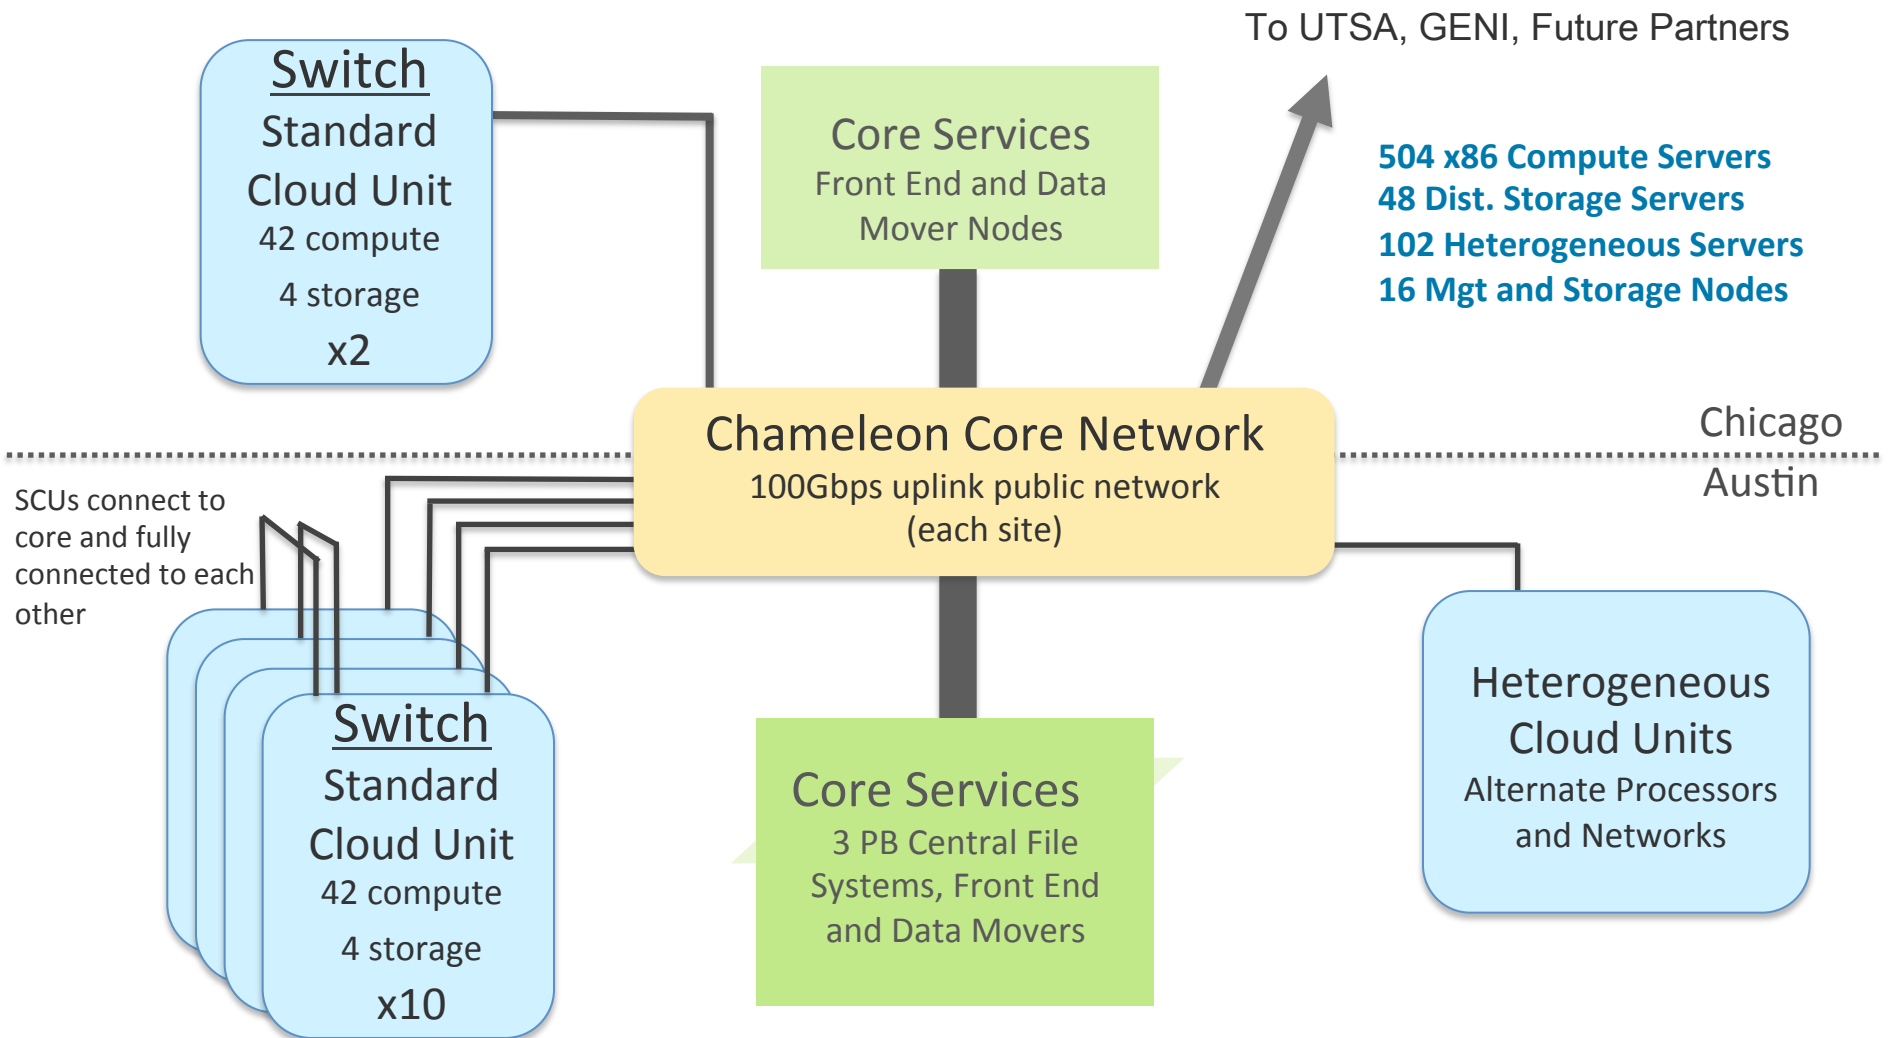 To UTSA, GENI, Future Partners
Switch
Standard
Cloud Unit
42 compute
4 storage
x2
Core Services
Front End and Data
Mover Nodes
504 x86 Compute Servers
48 Dist. Storage Servers
102 Heterogeneous Servers
16 Mgt and Storage Nodes
Chameleon Core Network
100Gbps uplink public network
(each site)
Chicago
Austin
SCUs connect to
core and fully
connected to each
other
Switch
Standard
Cloud Unit
42 compute
4 storage
x10
Core Services
3 PB Central File
Systems, Front End
and Data Movers
Heterogeneous
Cloud Units
Alternate Processors
and Networks